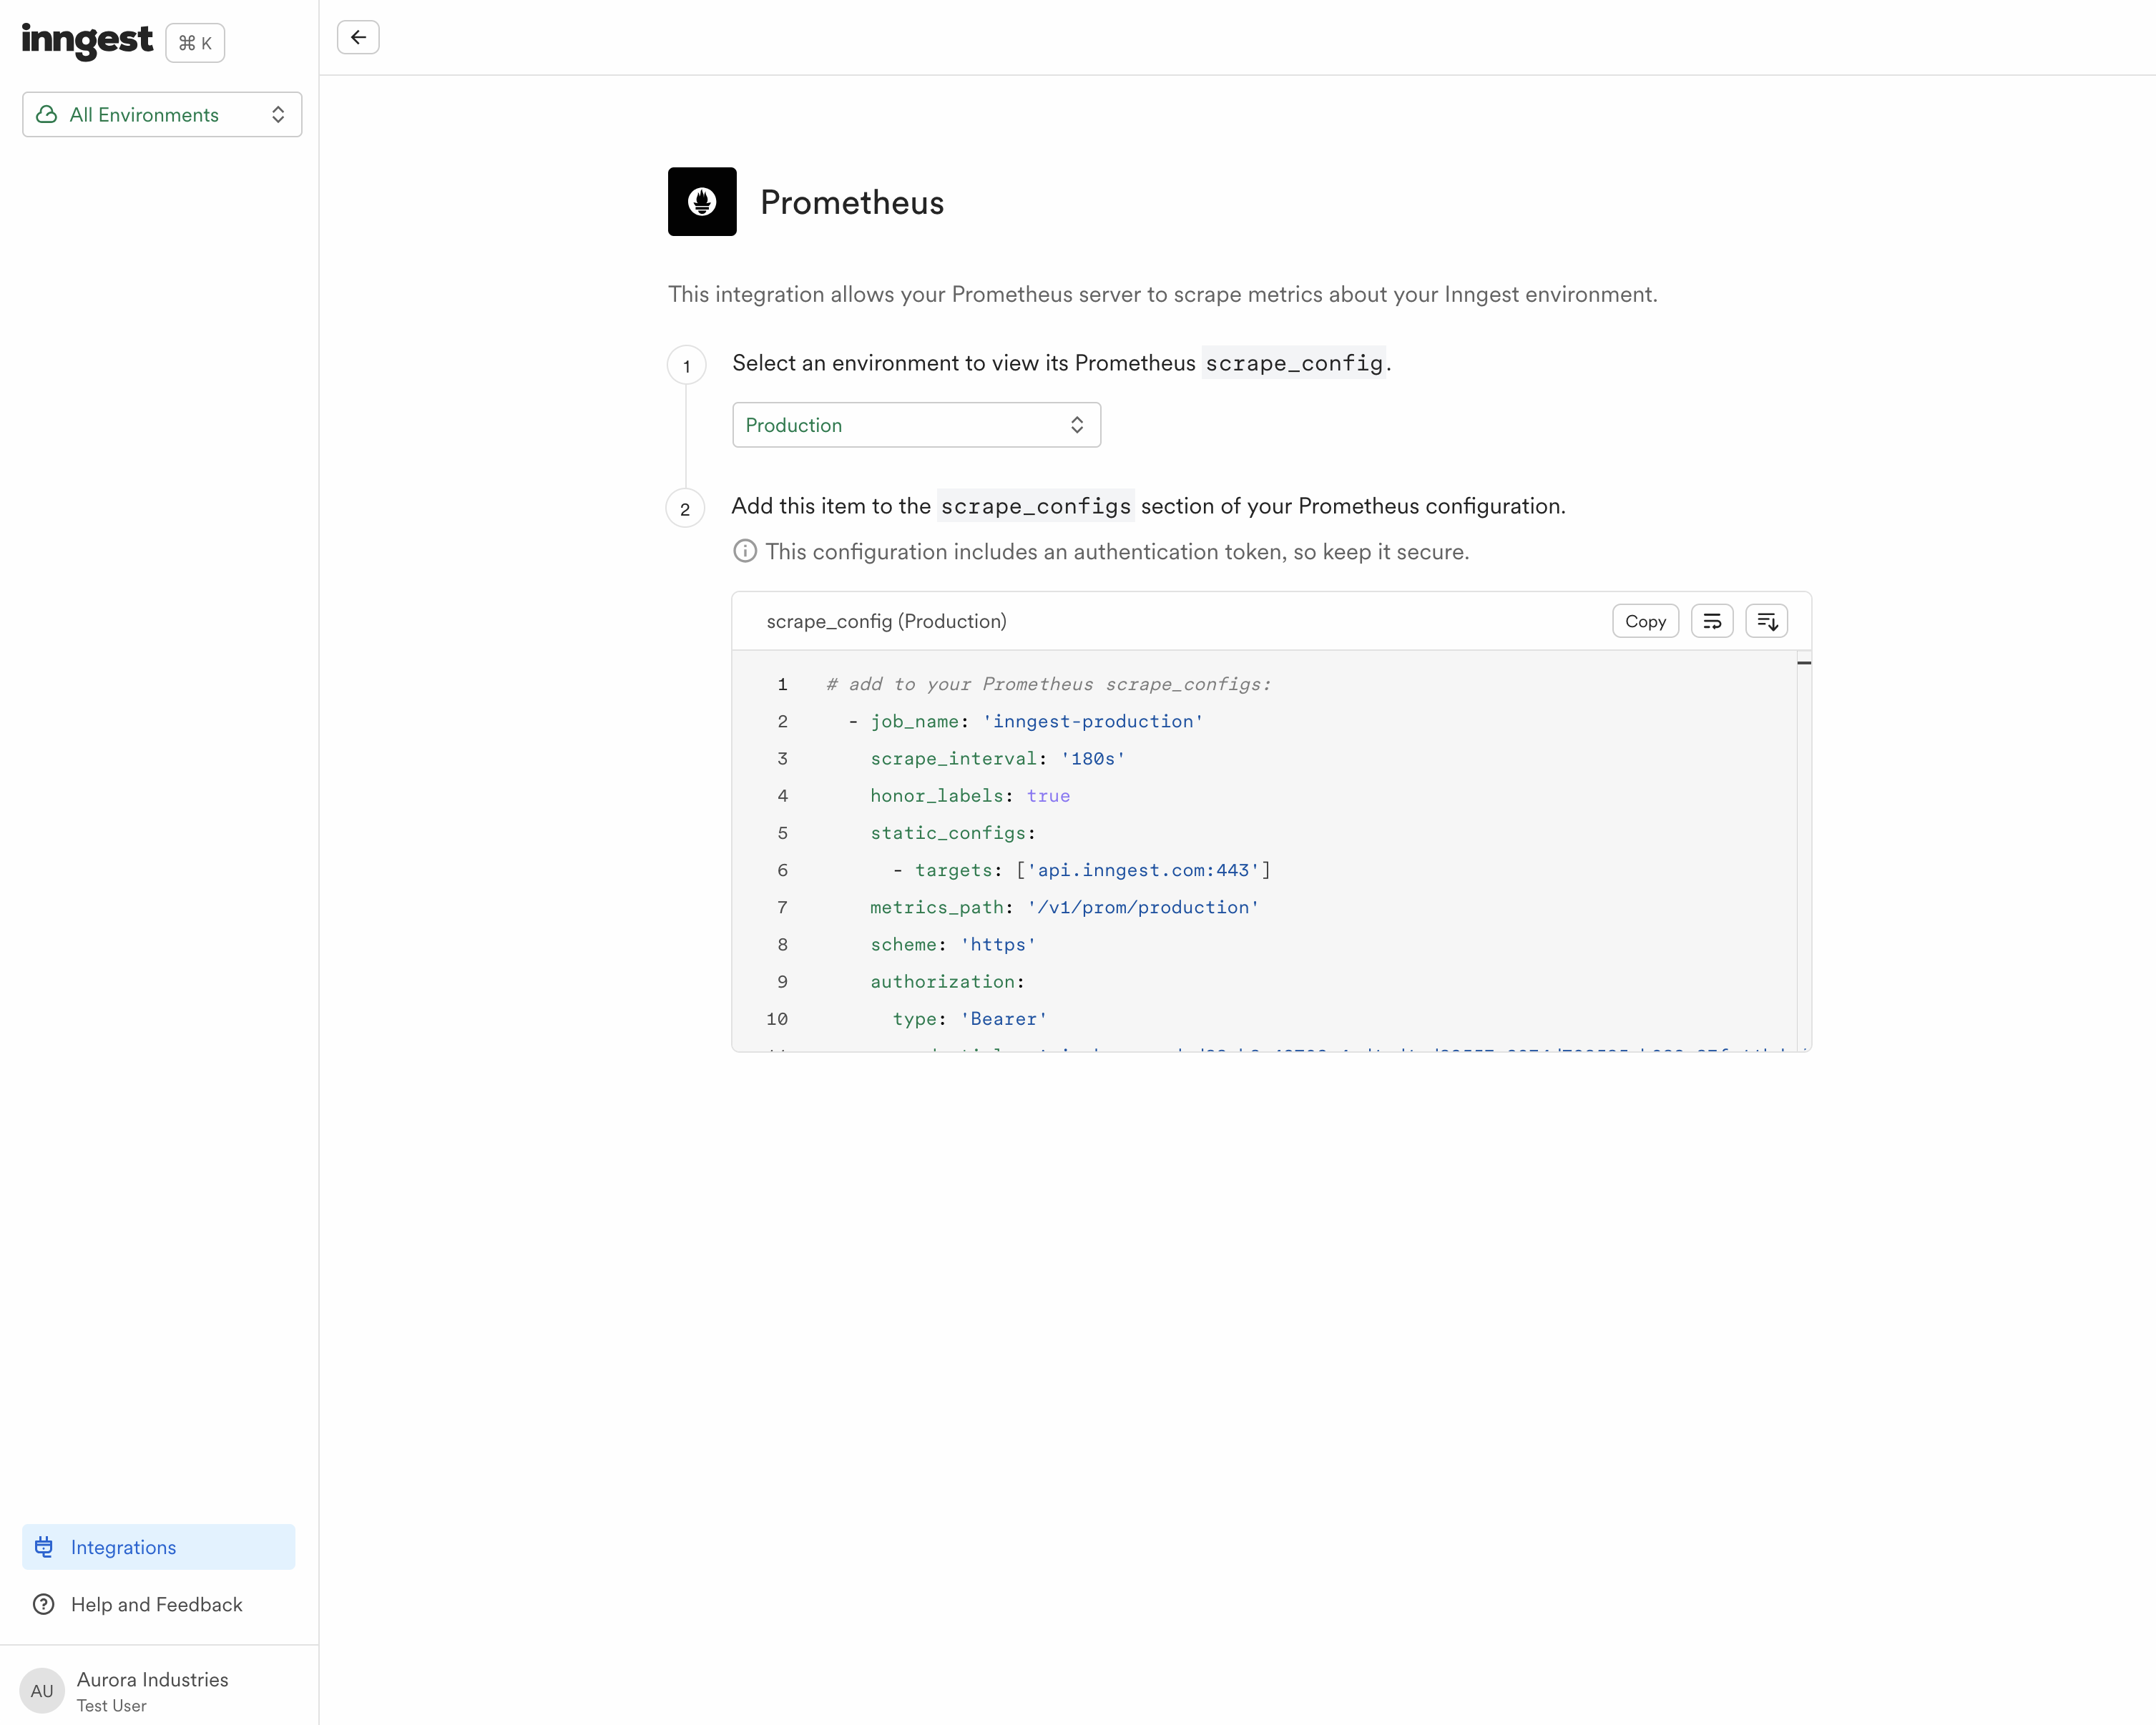 inngest ⌘ K
All Environments
Prometheus
This integration allows your Prometheus server to scrape metrics about your Inngest environment.
1 Select an environment to view its Prometheus scrape_config.
Production
2 Add this item to the scrape_configs section of your Prometheus configuration.
This configuration includes an authentication token, so keep it secure.
scrape_config (Production) Copy
1 # add to your Prometheus scrape_configs:
2 - job_name: 'inngest-production'
3 scrape_interval: '180s'
4 honor_labels: true
5 static_configs:
6 - targets: ['api.inngest.com:443']
7 metrics_path: '/v1/prom/production'
8 scheme: 'https'
9 authorization:
10 type: 'Bearer'
Integrations
Help and Feedback
AU Aurora Industries
Test User